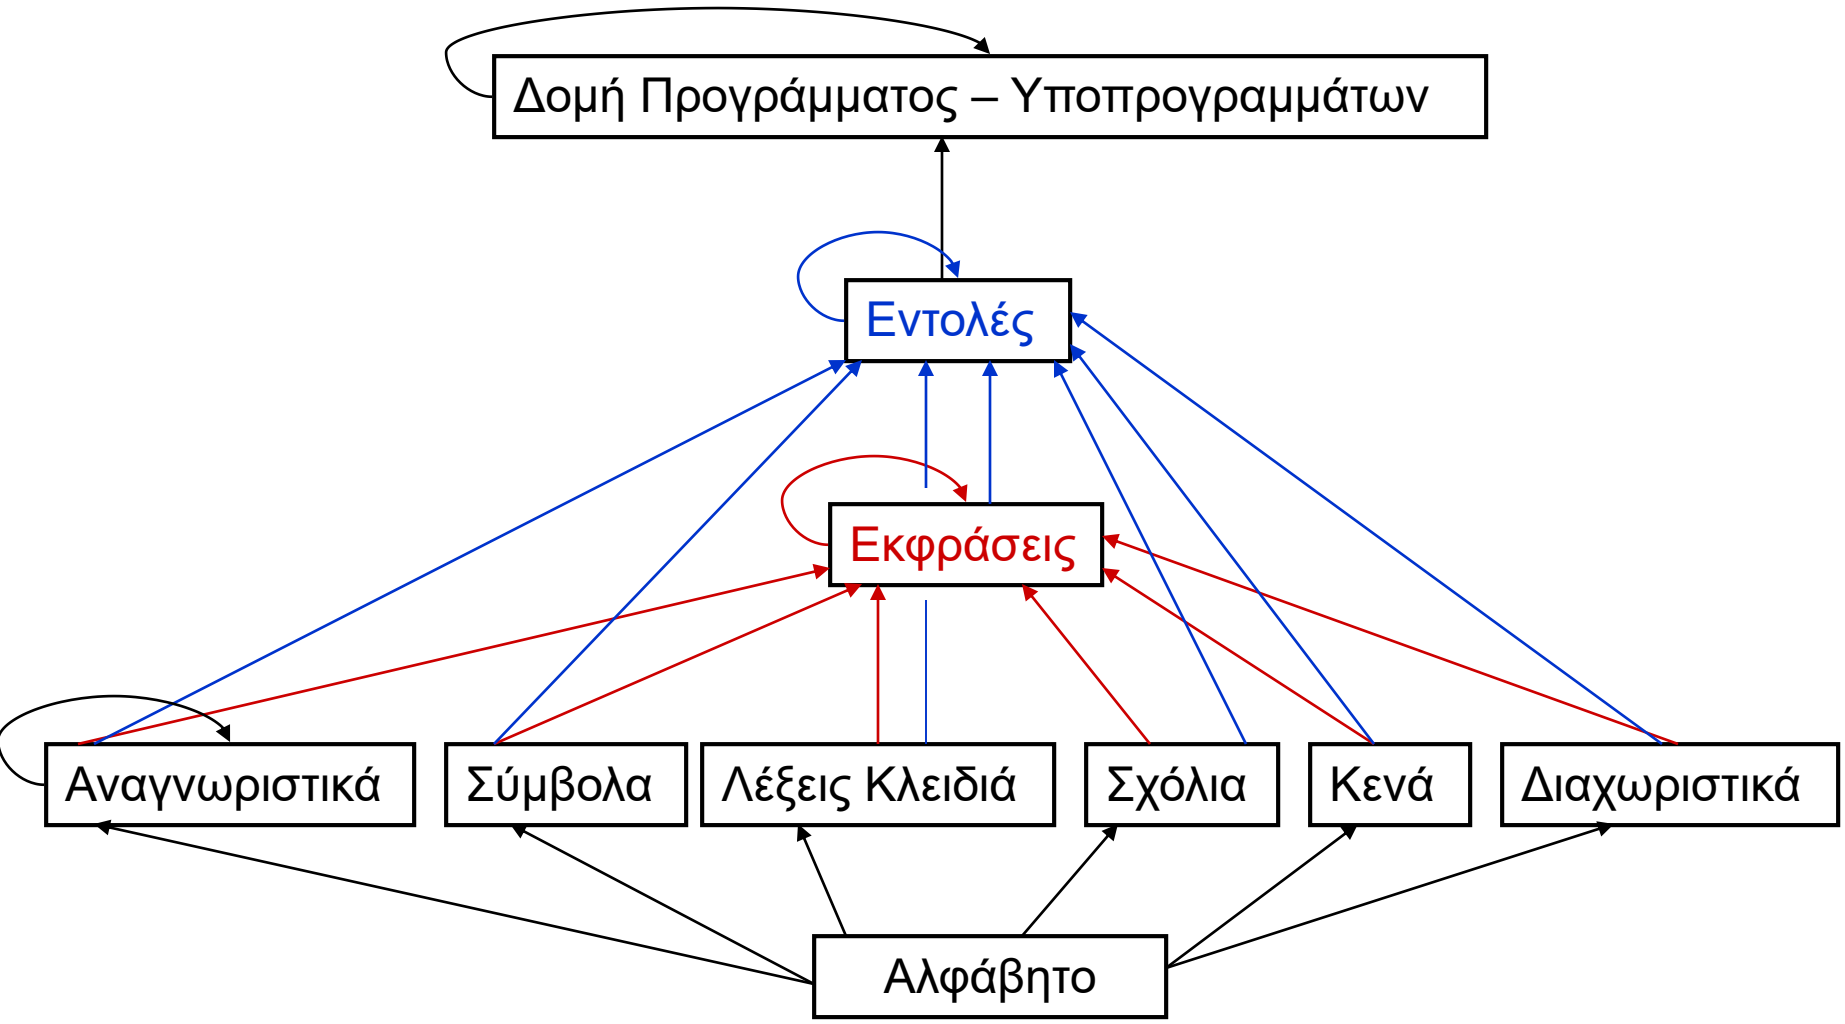 Δομή Προγράμματος – Υποπρογραμμάτων
Εντολές
Εκφράσεις
Αναγνωριστικά
Σύμβολα
Λέξεις Κλειδιά
Σχόλια
Κενά
Διαχωριστικά
Αλφάβητο